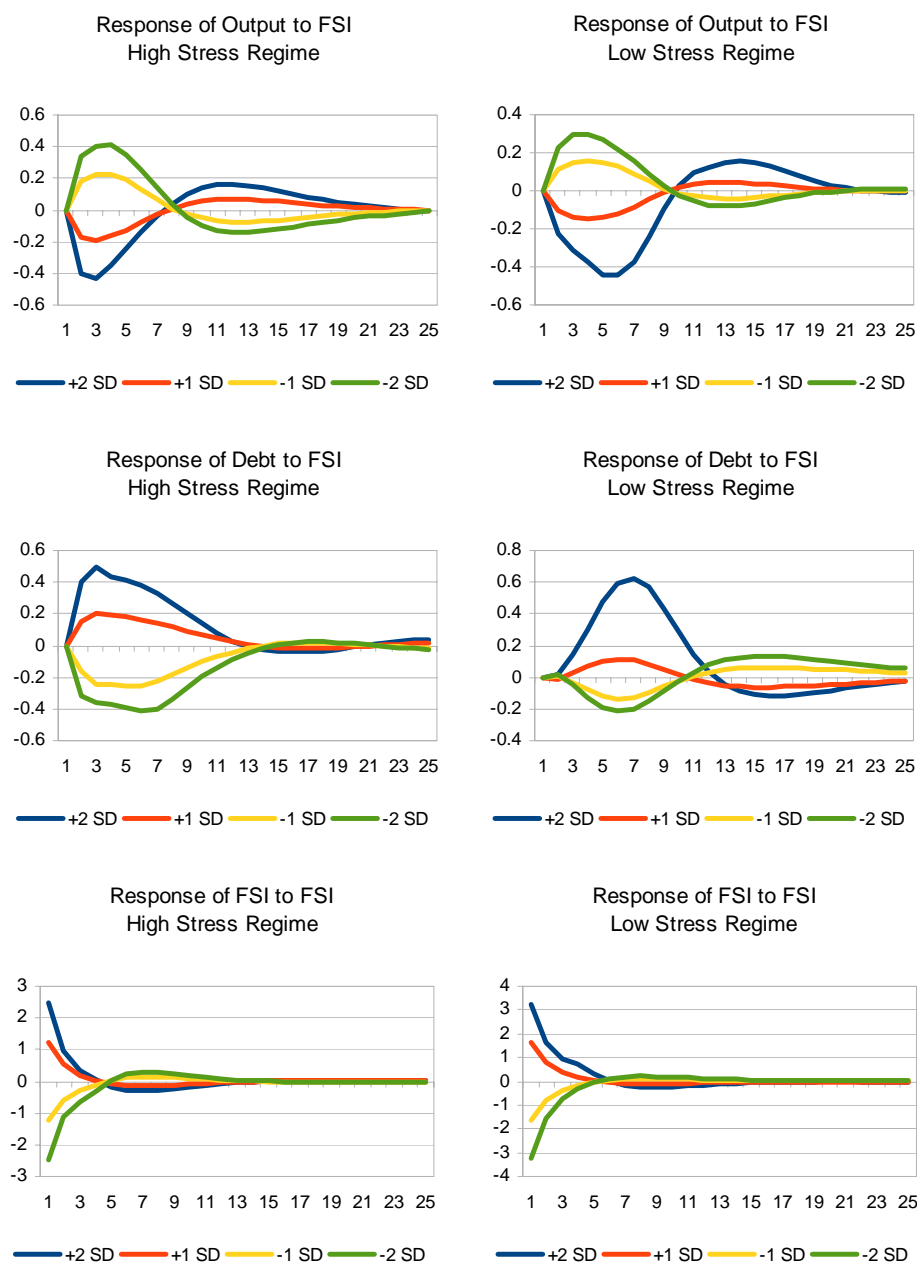 Response of Output to FSI
High Stress Regime
0.6
0.4
0.2
0
-0.2
-0.4
-0.6
1 3 5 7 9 11 13 15 17 19 21 23 25
+2 SD +1 SD -1 SD -2 SD
Response of Output to FSI
Low Stress Regime
0.4
0.2
0
-0.2
-0.4
-0.6
1 3 5 7 9 11 13 15 17 19 21 23 25
+2 SD +1 SD -1 SD -2 SD
Response of Debt to FSI
High Stress Regime
0.6
0.4
0.2
0
-0.2
-0.4
-0.6
1 3 5 7 9 11 13 15 17 19 21 23 25
+2 SD +1 SD -1 SD -2 SD
Response of Debt to FSI
Low Stress Regime
0.8
0.6
0.4
0.2
0
-0.2
-0.4
1 3 5 7 9 11 13 15 17 19 21 23 25
+2 SD +1 SD -1 SD -2 SD
Response of FSI to FSI
High Stress Regime
3
2
1
0
-1
-2
-3
1 3 5 7 9 11 13 15 17 19 21 23 25
+2 SD +1 SD -1 SD -2 SD
Response of FSI to FSI
Low Stress Regime
4
3
2
1
0
-1
-2
-3
-4
1 3 5 7 9 11 13 15 17 19 21 23 25
+2 SD +1 SD -1 SD -2 SD